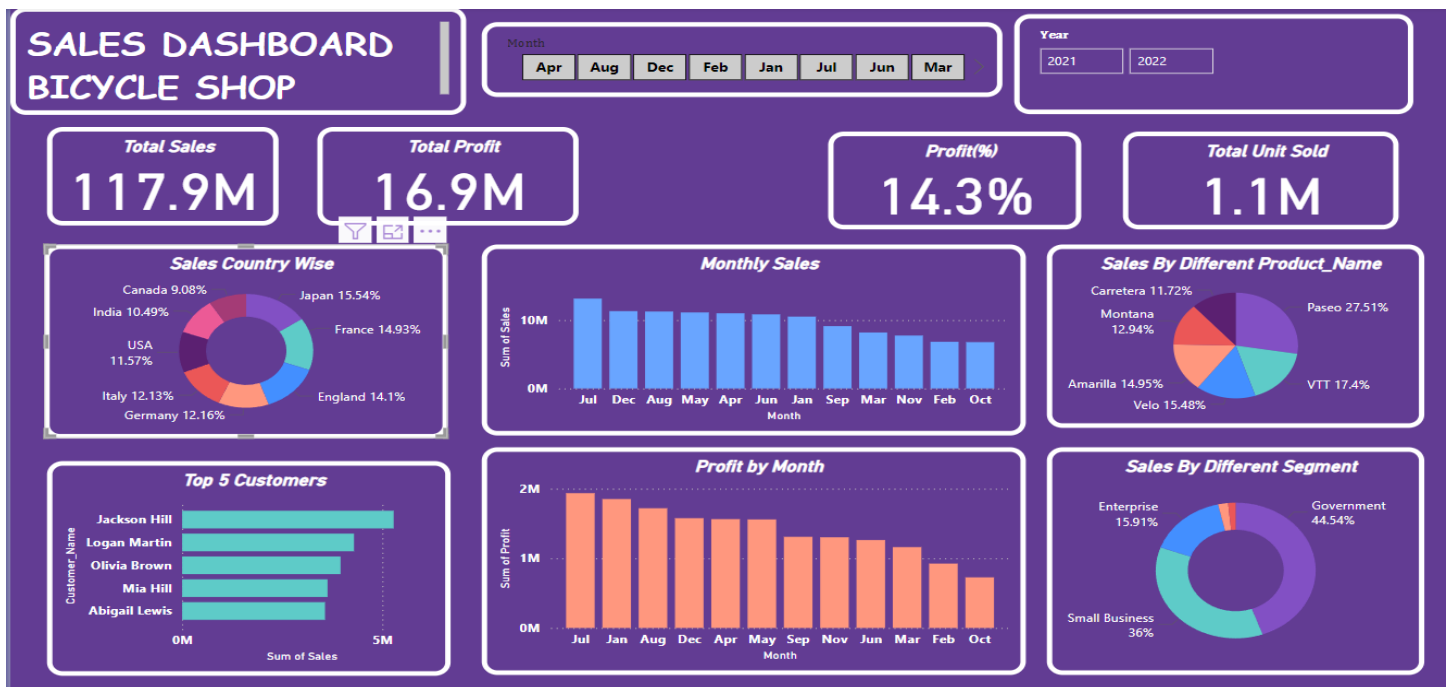 SALES DASHBOARD
BICYCLE SHOP
Month
Apr Aug Dec Feb Jan Jul Jun Mar
Year
2021 2022
Total Sales
117.9M
Total Profit
16.9M
Profit(%)
14.3%
Total Unit Sold
1.1M
Sales Country Wise
Canada 9.08%
Japan 15.54%
India 10.49%
France 14.93%
USA
11.57%
Italy 12.13%
England 14.1%
Germany 12.16%
Monthly Sales
Sum of Sales
10M
0M
Jul Dec Aug May Apr Jun Jan Sep Mar Nov Feb Oct
Month
Sales By Different Product_Name
Carretera 11.72%
Paseo 27.51%
Montana
12.94%
Amarilla 14.95%
VTT 17.4%
Velo 15.48%
Top 5 Customers
Customer_Name
Jackson Hill
Logan Martin
Olivia Brown
Mia Hill
Abigail Lewis
0M 5M
Sum of Sales
Profit by Month
Sum of Profit
2M
1M
0M
Jul Jan Aug Dec Apr May Sep Nov Jun Mar Feb Oct
Month
Sales By Different Segment
Enterprise
15.91%
Government
44.54%
Small Business
36%